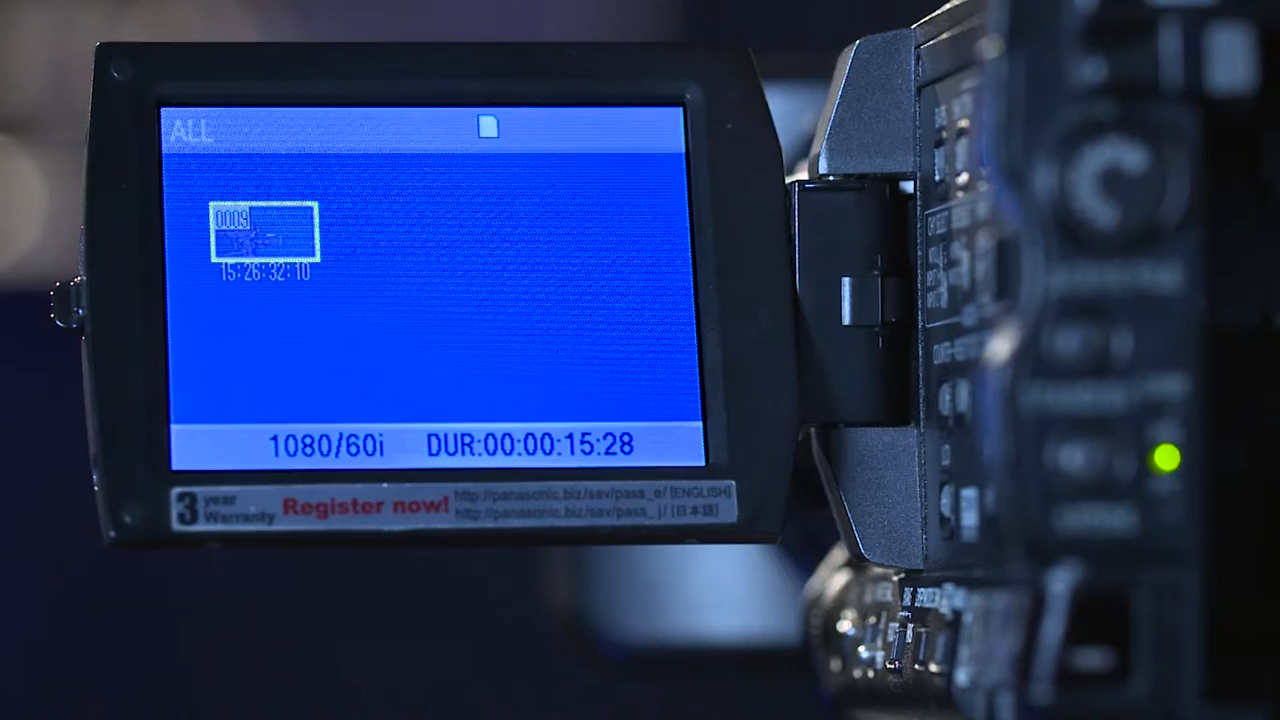 ALL
0009
15:26:32:10
1080/60i DUR:00:00:15:28
3 year Warranty
Register now!
http://panasonic.biz/sav/pass_e/ [ENGLISH]
http://panasonic.biz/sav/pass_j/ [日本語]